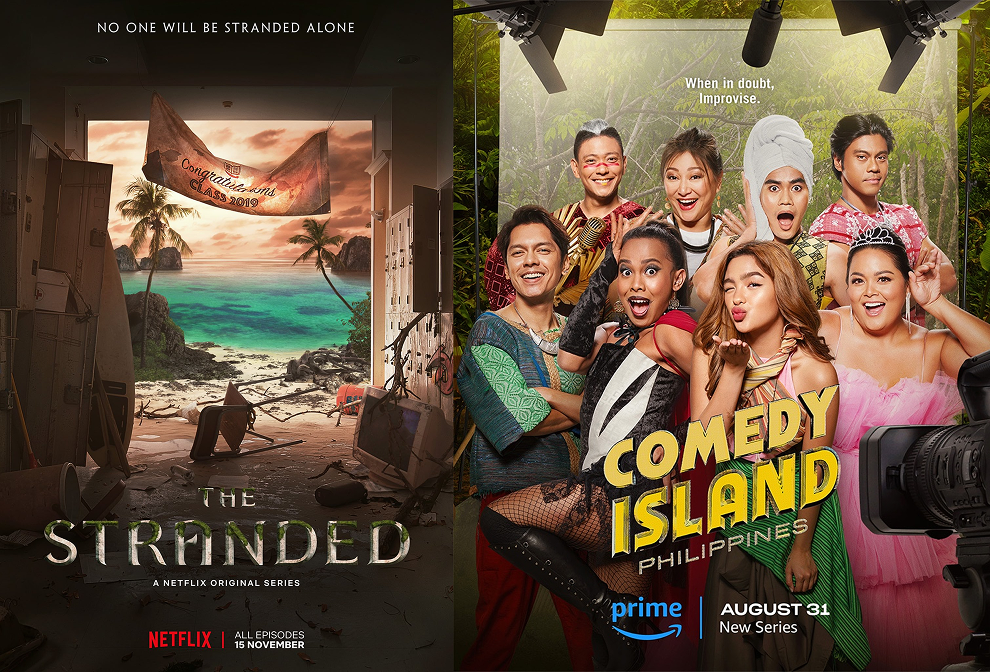 NO ONE WILL BE STRANDED ALONE
Congratulations
CLASS 2019
THE
STRANDED
A NETFLIX ORIGINAL SERIES
NETFLIX
ALL EPISODES
15 NOVEMBER
When in doubt,
Improvise.
COMEDY
ISLAND
PHILIPPINES
prime
AUGUST 31
New Series